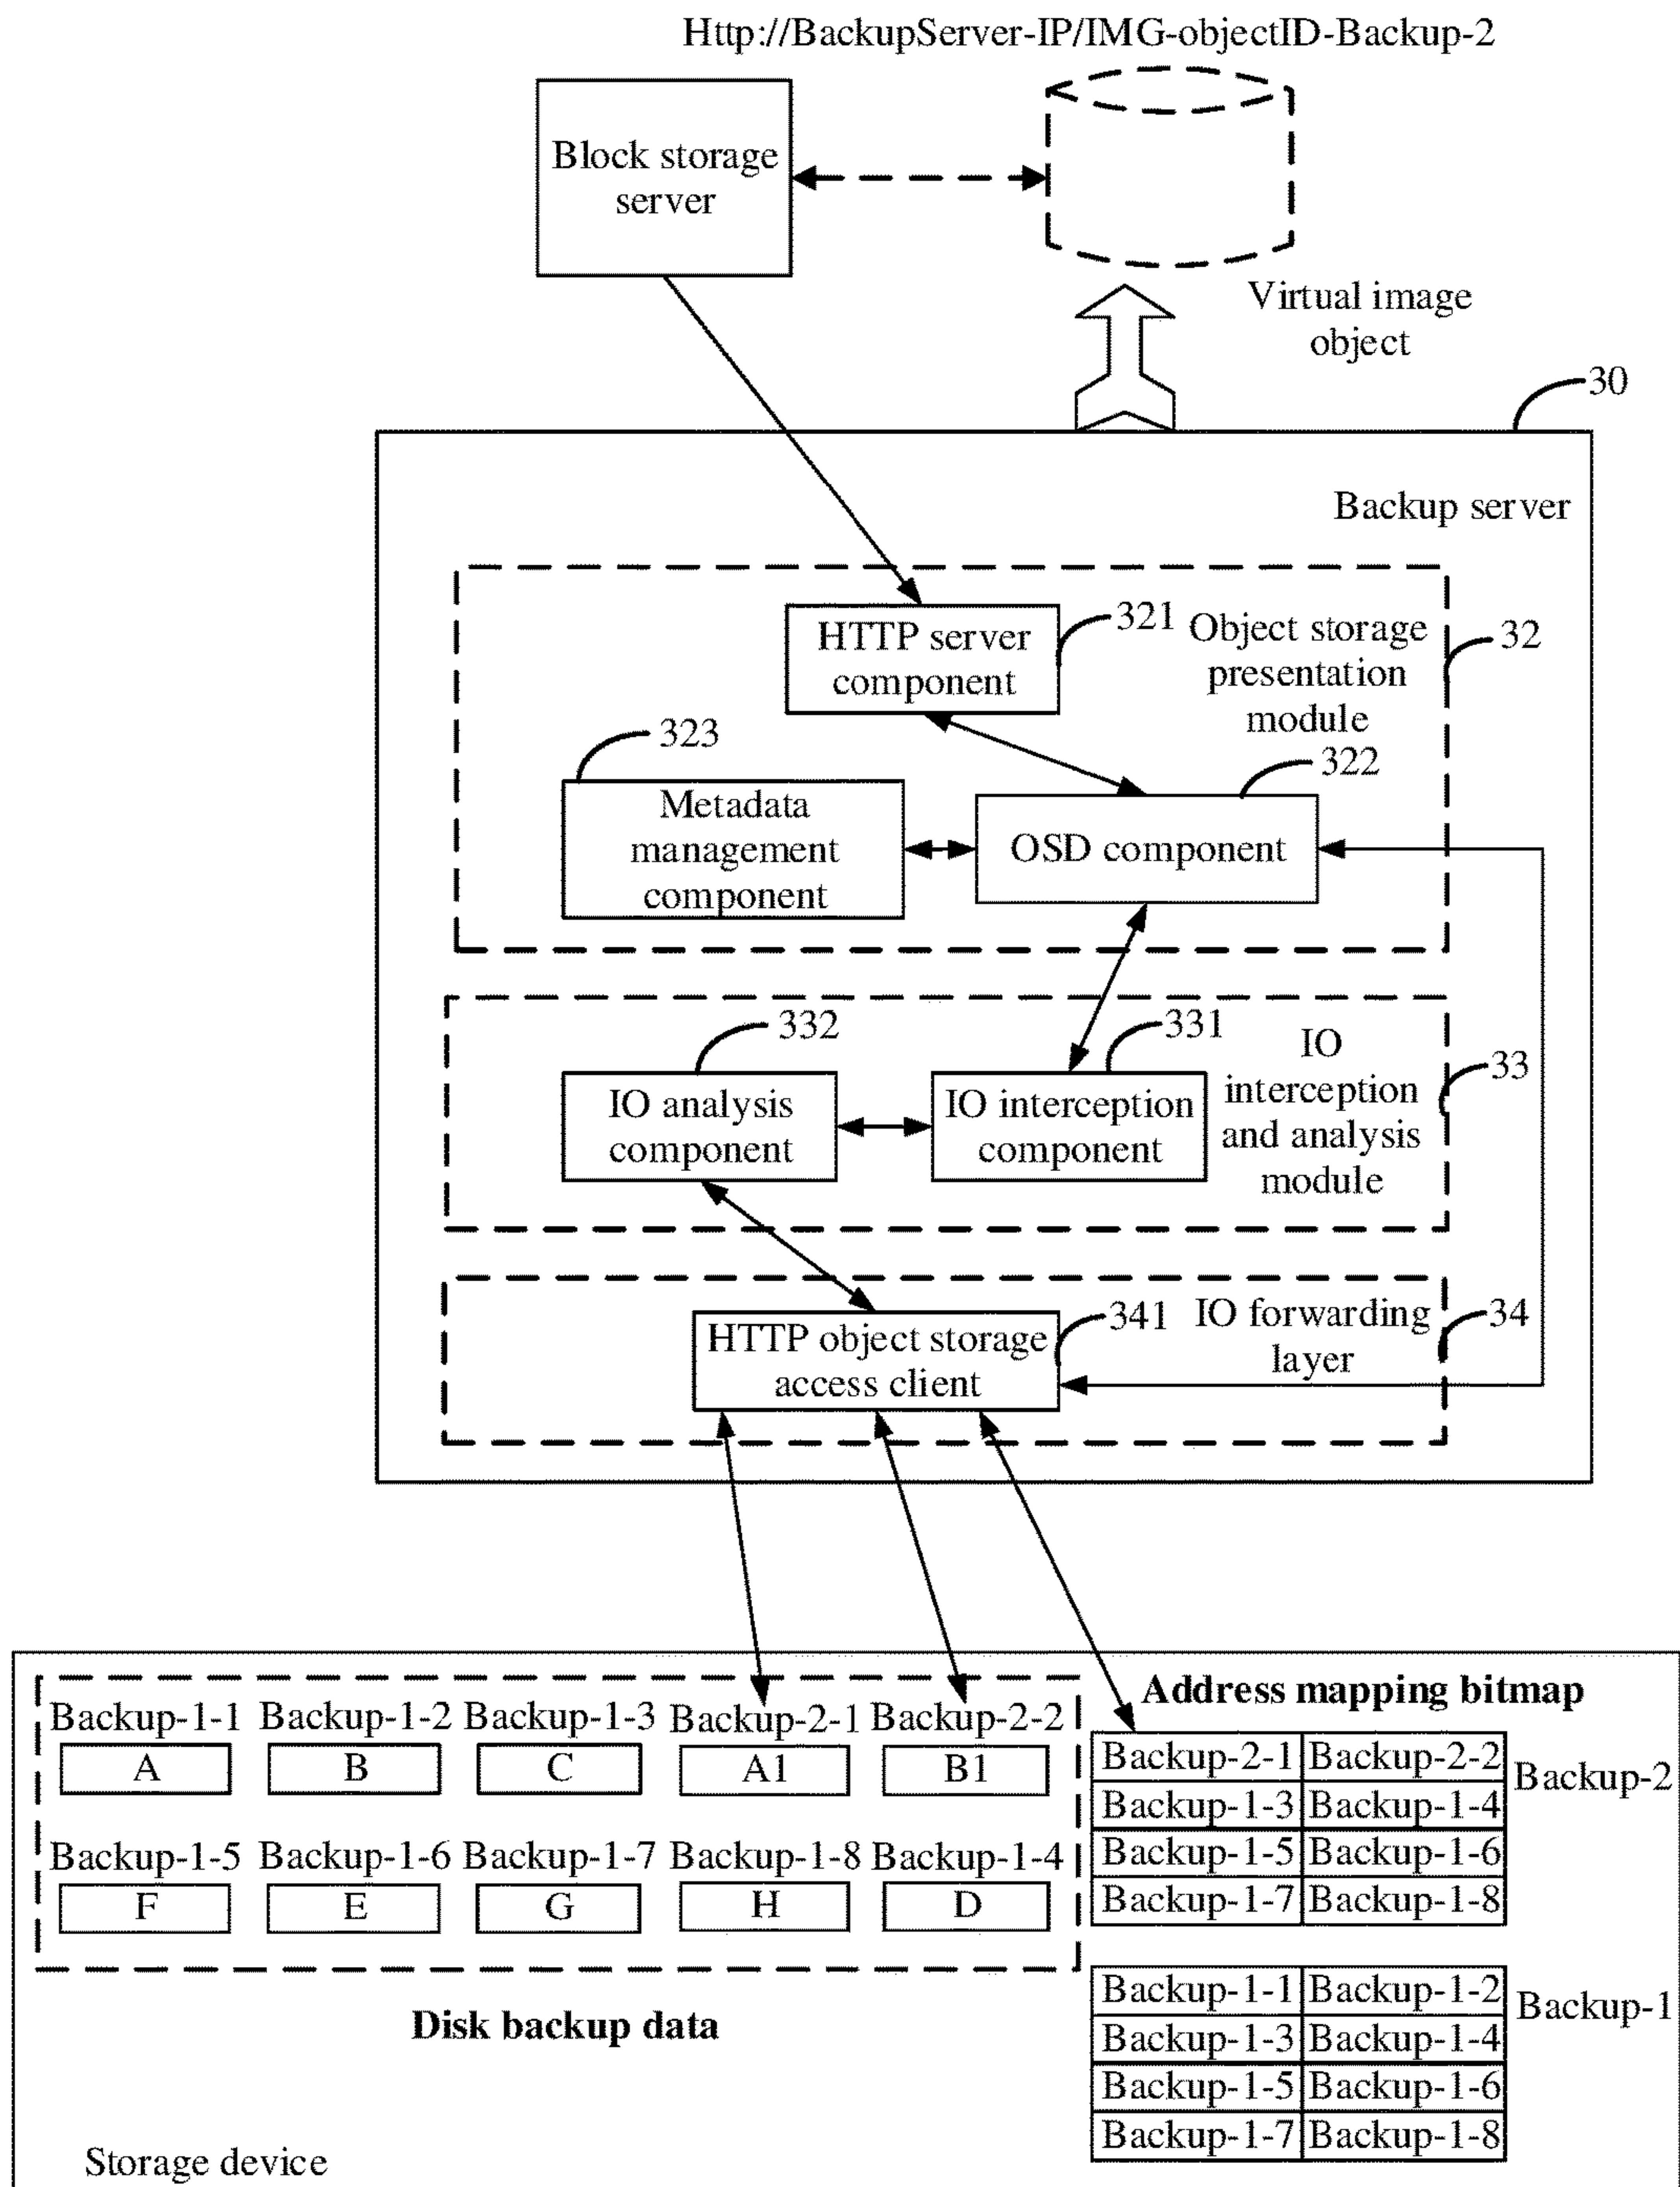 Http://BackupServer-IP/IMG-objectID-Backup-2
Block storage
server
Virtual image
object
30
Backup server
HTTP server
component
321
Object storage
presentation
module
32
323
322
Metadata
management
component
OSD component
332
331
IO
interception
and analysis
module
33
IO analysis
component
IO interception
component
HTTP object storage
access client
341
IO forwarding
layer
34
Backup-1-1 Backup-1-2 Backup-1-3 Backup-2-1 Backup-2-2
A B C A1 B1
Backup-1-5 Backup-1-6 Backup-1-7 Backup-1-8 Backup-1-4
F E G H D
Disk backup data
Address mapping bitmap
Backup-2-1 Backup-2-2
Backup-1-3 Backup-1-4
Backup-1-5 Backup-1-6
Backup-1-7 Backup-1-8
Backup-2
Backup-1-1 Backup-1-2
Backup-1-3 Backup-1-4
Backup-1-5 Backup-1-6
Backup-1-7 Backup-1-8
Backup-1
Storage device